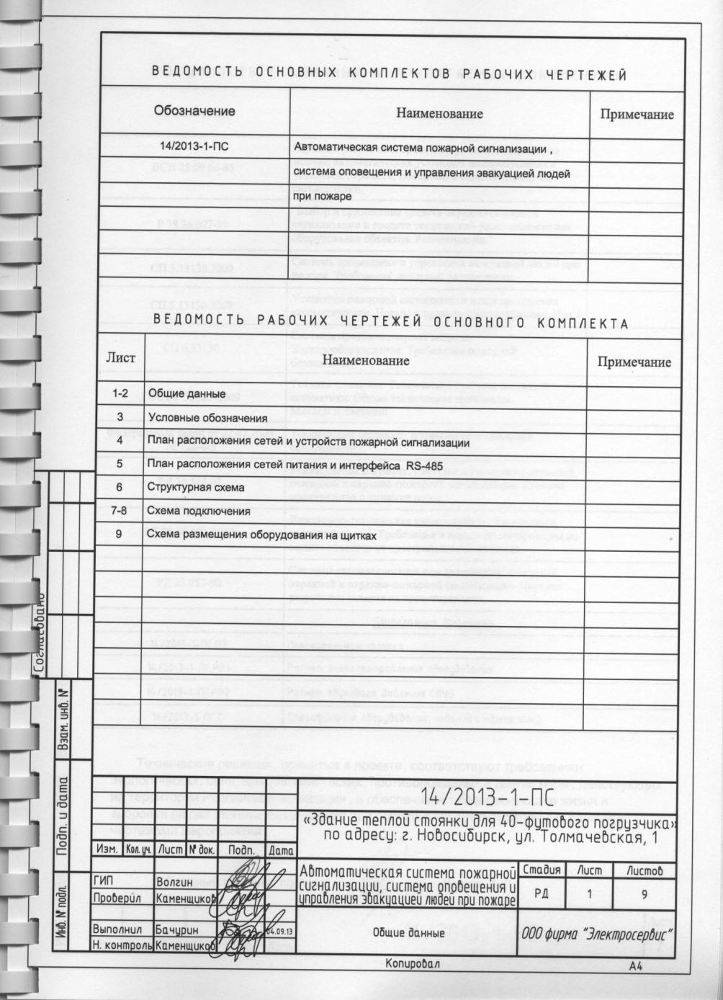 ВЕДОМОСТЬ ОСНОВНЫХ КОМПЛЕКТОВ РАБОЧИХ ЧЕРТЕЖЕЙ
Обозначение Наименование Примечание
14/2013-1-ПС Автоматическая система пожарной сигнализации ,
система оповещения и управления эвакуацией людей
при пожаре
ВЕДОМОСТЬ РАБОЧИХ ЧЕРТЕЖЕЙ ОСНОВНОГО КОМПЛЕКТА
Лист Наименование Примечание
1-2 Общие данные
3 Условные обозначения
4 План расположения сетей и устройств пожарной сигнализации
5 План расположения сетей питания и интерфейса RS-485
6 Структурная схема
7-8 Схема подключения
9 Схема размещения оборудования на щитках
Согласовано
Взам. инв. №
Подп. и дата
Инв. № подл.
14/2013-1-ПС
«Здание теплой стоянки для 40-футового погрузчика»
по адресу: г. Новосибирск, ул. Толмачевская, 1
Изм. Кол. уч. Лист № док. Подп. Дата
ГИП Волгин
Проверил Каменщиков
Выполнил Бачурин 04.09.13
Н. контроль Каменщиков
Автоматическая система пожарной
сигнализации, система оповещения и
управления эвакуацией людей при пожаре
Стадия Лист Листов
РД 1 9
Общие данные
ООО фирма "Электросервис"
Копировал А4